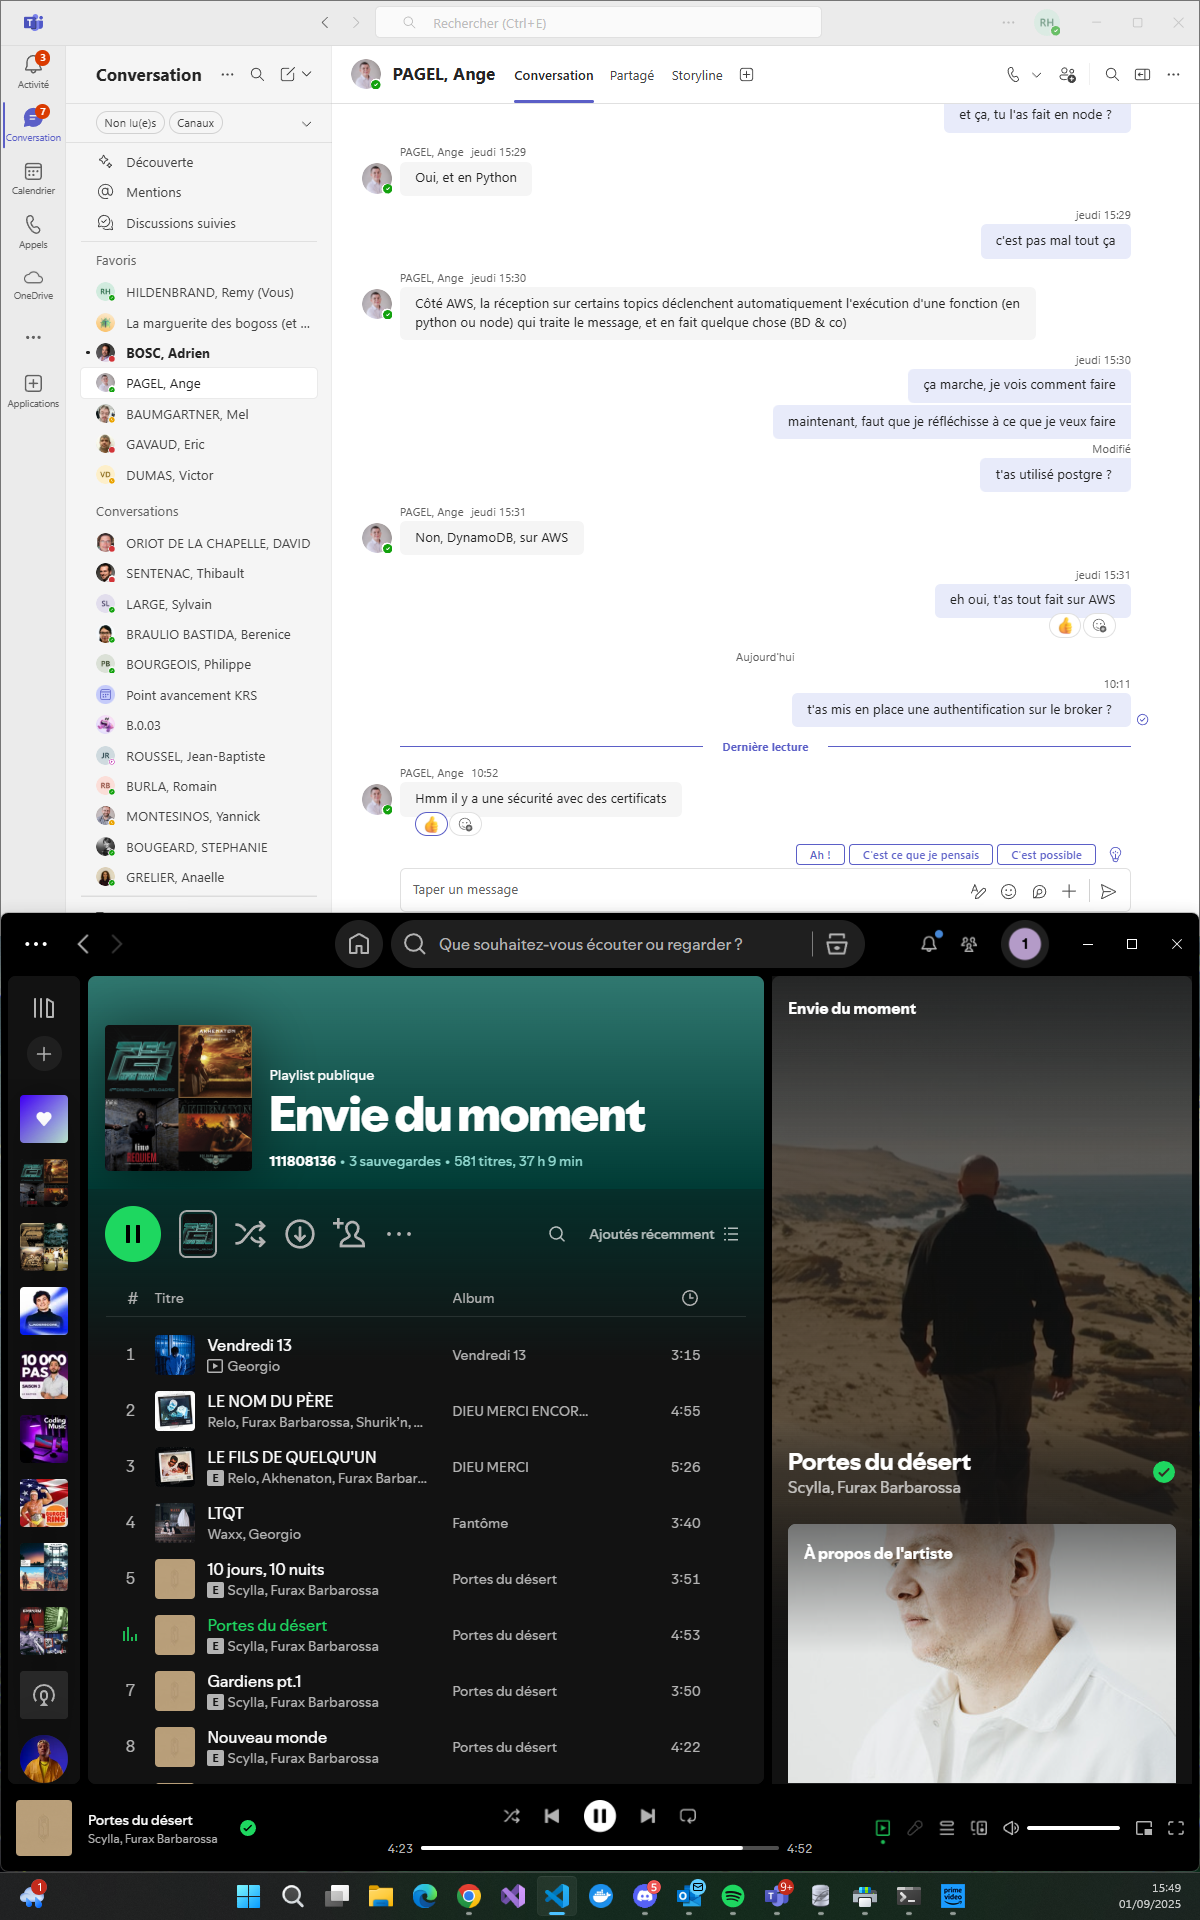 Rechercher (Ctrl+E)
RH
3
Activité
7
Conversation
Calendrier
Appels
OneDrive
Applications
Conversation
Non lu(e)s
Canaux
Découverte
Mentions
Discussions suivies
Favoris
RH
HILDENBRAND, Remy (Vous)
La marguerite des bogoss (et ...
BOSC, Adrien
PAGEL, Ange
BAUMGARTNER, Mel
GAVAUD, Eric
VD
DUMAS, Victor
Conversations
ORIOT DE LA CHAPELLE, DAVID
SENTENAC, Thibault
SL
LARGE, Sylvain
BRAULIO BASTIDA, Berenice
PB
BOURGEOIS, Philippe
Point avancement KRS
B.0.03
JR
ROUSSEL, Jean-Baptiste
RB
BURLA, Romain
MONTESINOS, Yannick
BOUGEARD, STEPHANIE
GRELIER, Anaelle
PAGEL, Ange
Conversation
Partagé
Storyline
et ça, tu l'as fait en node ?
PAGEL, Ange jeudi 15:29
Oui, et en Python
jeudi 15:29
c'est pas mal tout ça
PAGEL, Ange jeudi 15:30
Côté AWS, la réception sur certains topics déclenchent automatiquement l'exécution d'une fonction (en
python ou node) qui traite le message, et en fait quelque chose (BD & co)
jeudi 15:30
ça marche, je vois comment faire
maintenant, faut que je réfléchisse à ce que je veux faire
Modifié
t'as utilisé postgre ?
PAGEL, Ange jeudi 15:31
Non, DynamoDB, sur AWS
jeudi 15:31
eh oui, t'as tout fait sur AWS
Aujourd'hui
10:11
t'as mis en place une authentification sur le broker ?
Dernière lecture
PAGEL, Ange 10:52
Hmm il y a une sécurité avec des certificats
Ah !
C'est ce que je pensais
C'est possible
Taper un message
Que souhaitez-vous écouter ou regarder ?
1
10 000
PAS
Coding
Music
BURGER
RING
AKHENATON
lino
REQUIEM
Playlist publique
Envie du moment
111808136 • 3 sauvegardes • 581 titres, 37 h 9 min
Ajoutés récemment
# Titre Album
1
Vendredi 13
Georgio
Vendredi 13
3:15
2
LE NOM DU PÈRE
Relo, Furax Barbarossa, Shurik'n, ...
DIEU MERCI ENCOR...
4:55
3
LE FILS DE QUELQU'UN
E Relo, Akhenaton, Furax Barbar...
DIEU MERCI
5:26
4
LTQT
Waxx, Georgio
Fantôme
3:40
5
10 jours, 10 nuits
E Scylla, Furax Barbarossa
Portes du désert
3:51
Portes du désert
E Scylla, Furax Barbarossa
Portes du désert
4:53
7
Gardiens pt.1
E Scylla, Furax Barbarossa
Portes du désert
3:50
8
Nouveau monde
E Scylla, Furax Barbarossa
Portes du désert
4:22
Envie du moment
Portes du désert
Scylla, Furax Barbarossa
À propos de l'artiste
Portes du désert
Scylla, Furax Barbarossa
4:23
4:52
1
5
9+
prime
video
15:49
01/09/2025